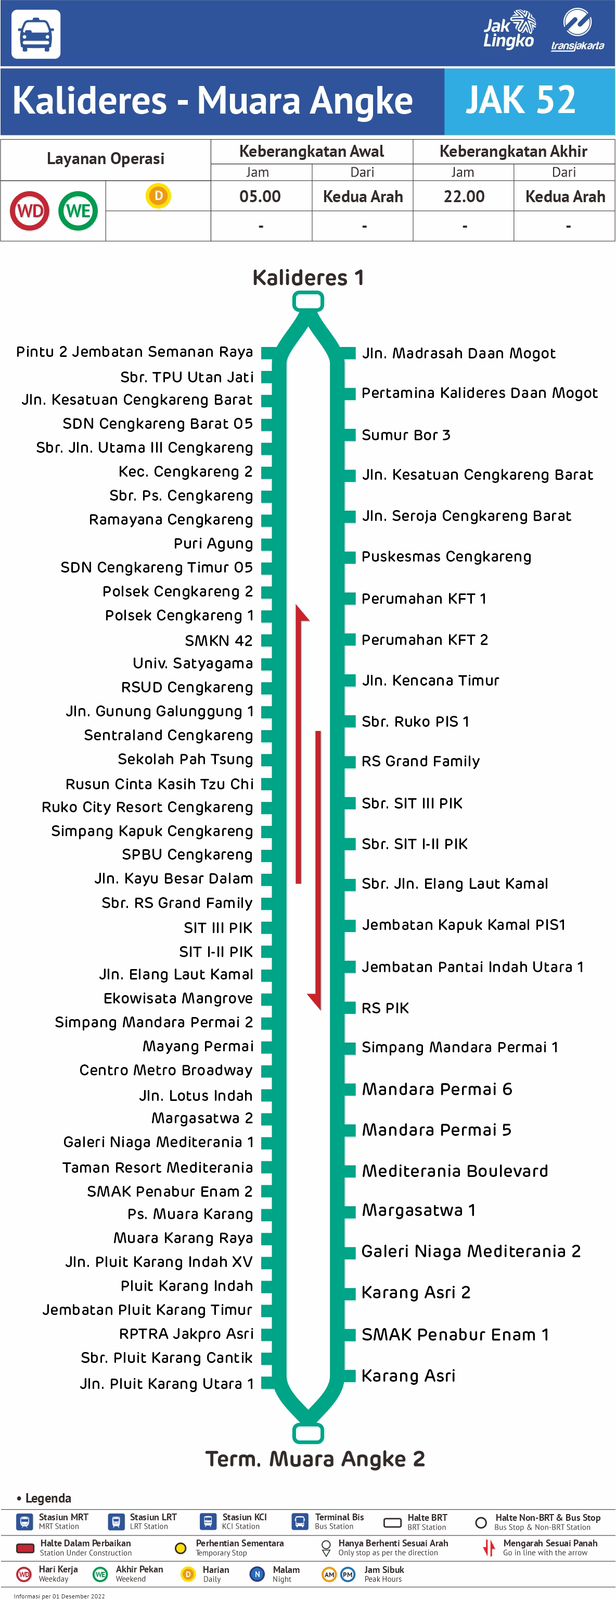 Jak
Lingko
transjakarta
Kalideres - Muara Angke
JAK 52
Layanan Operasi
Keberangkatan Awal
Keberangkatan Akhir
Jam
Dari
Jam
Dari
WD
WE
D
05.00
Kedua Arah
22.00
Kedua Arah
-
-
-
-
Kalideres 1
Pintu 2 Jembatan Semanan Raya
Sbr. TPU Utan Jati
Jln. Kesatuan Cengkareng Barat
SDN Cengkareng Barat 05
Sbr. Jln. Utama III Cengkareng
Kec. Cengkareng 2
Sbr. Ps. Cengkareng
Ramayana Cengkareng
Puri Agung
SDN Cengkareng Timur 05
Polsek Cengkareng 2
Polsek Cengkareng 1
SMKN 42
Univ. Satyagama
RSUD Cengkareng
Jln. Gunung Galunggung 1
Sentraland Cengkareng
Sekolah Pah Tsung
Rusun Cinta Kasih Tzu Chi
Ruko City Resort Cengkareng
Simpang Kapuk Cengkareng
SPBU Cengkareng
Jln. Kayu Besar Dalam
Sbr. RS Grand Family
SIT III PIK
SIT I-II PIK
Jln. Elang Laut Kamal
Ekowisata Mangrove
Simpang Mandara Permai 2
Mayang Permai
Centro Metro Broadway
Jln. Lotus Indah
Margasatwa 2
Galeri Niaga Mediterania 1
Taman Resort Mediterania
SMAK Penabur Enam 2
Ps. Muara Karang
Muara Karang Raya
Jln. Pluit Karang Indah XV
Pluit Karang Indah
Jembatan Pluit Karang Timur
RPTRA Jakpro Asri
Sbr. Pluit Karang Cantik
Jln. Pluit Karang Utara 1
Jln. Madrasah Daan Mogot
Pertamina Kalideres Daan Mogot
Sumur Bor 3
Jln. Kesatuan Cengkareng Barat
Jln. Seroja Cengkareng Barat
Puskesmas Cengkareng
Perumahan KFT 1
Perumahan KFT 2
Jln. Kencana Timur
Sbr. Ruko PIS 1
RS Grand Family
Sbr. SIT III PIK
Sbr. SIT I-II PIK
Sbr. Jln. Elang Laut Kamal
Jembatan Kapuk Kamal PIS1
Jembatan Pantai Indah Utara 1
RS PIK
Simpang Mandara Permai 1
Mandara Permai 6
Mandara Permai 5
Mediterania Boulevard
Margasatwa 1
Galeri Niaga Mediterania 2
Karang Asri 2
SMAK Penabur Enam 1
Karang Asri
Term. Muara Angke 2
• Legenda
Stasiun MRT
MRT Station
Stasiun LRT
LRT Station
Stasiun KCI
KCI Station
Terminal Bis
Bus Station
Halte BRT
BRT Station
Halte Non-BRT & Bus Stop
Bus Stop & Non-BRT Station
Halte Dalam Perbaikan
Station Under Construction
Perhentian Sementara
Temporary Stop
Hanya Berhenti Sesuai Arah
Only stop as per the direction
Mengarah Sesuai Panah
Go in line with the arrow
WD
Hari Kerja
Weekday
WE
Akhir Pekan
Weekend
D
Harian
Daily
N
Malam
Night
AM
PM
Jam Sibuk
Peak Hours
Informasi per 01 Desember 2022